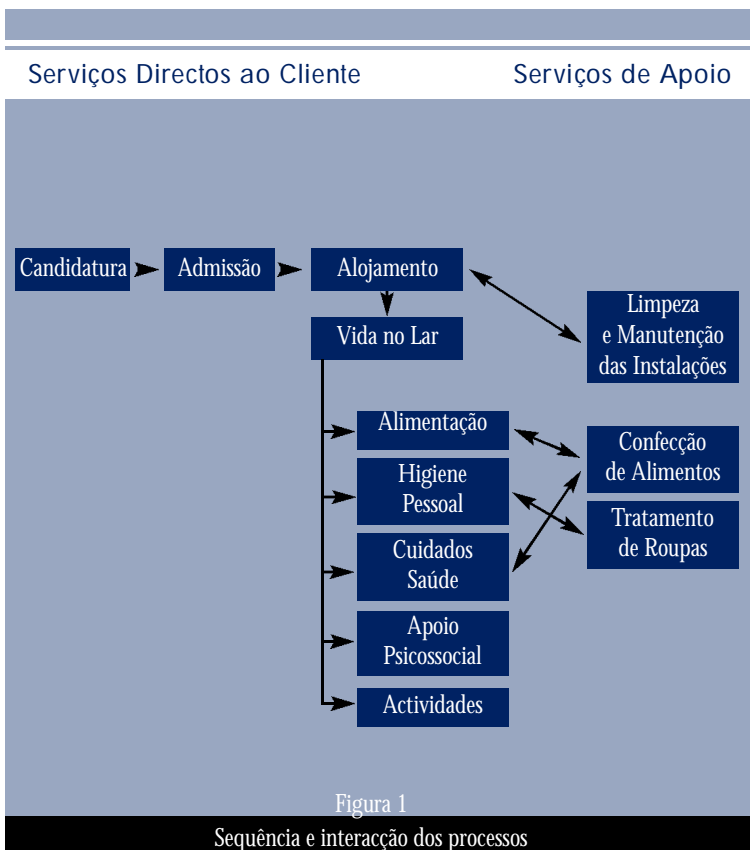 Serviços Directos ao Cliente
Serviços de Apoio
Candidatura
Admissão
Alojamento
Vida no Lar
Limpeza
e Manutenção
das Instalações
Alimentação
Confecção
de Alimentos
Higiene
Pessoal
Tratamento
de Roupas
Cuidados
Saúde
Apoio
Psicossocial
Actividades
Figura 1
Sequência e interacção dos processos